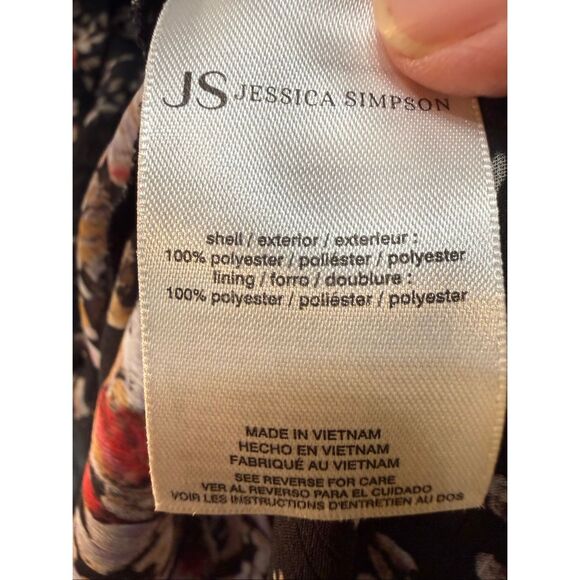 JS JESSICA SIMPSON
shell / exterior / exterieur :
100% polyester / poliéster / polyester
lining / forro / doublure :
100% polyester / poliéster / polyester
MADE IN VIETNAM
HECHO EN VIETNAM
FABRIQUÉ AU VIETNAM
SEE REVERSE FOR CARE
VER AL REVERSO PARA EL CUIDADO
VOIR LES INSTRUCTIONS D'ENTRETIEN AU DOS